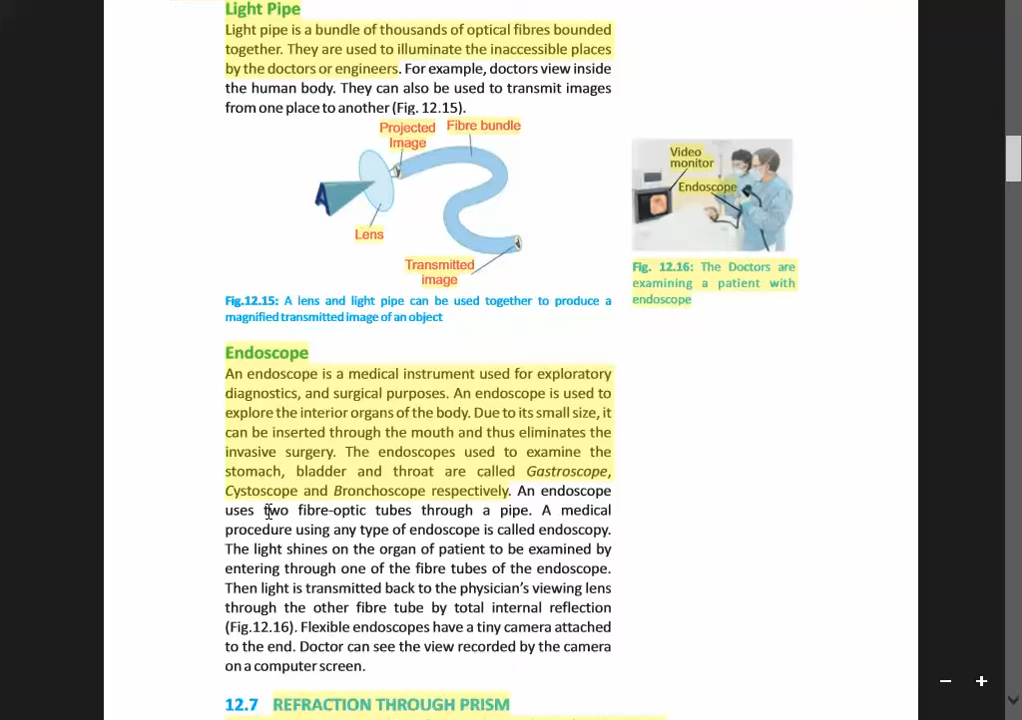 Light Pipe
Light pipe is a bundle of thousands of optical fibres bounded
together. They are used to illuminate the inaccessible places
by the doctors or engineers. For example, doctors view inside
the human body. They can also be used to transmit images
from one place to another (Fig. 12.15).
Projected
Image
Fibre bundle
A
Lens
Transmitted
image
Fig.12.15: A lens and light pipe can be used together to produce a
magnified transmitted image of an object
Video
monitor
Endoscope
Fig. 12.16: The Doctors are
examining a patient with
endoscope
Endoscope
An endoscope is a medical instrument used for exploratory
diagnostics, and surgical purposes. An endoscope is used to
explore the interior organs of the body. Due to its small size, it
can be inserted through the mouth and thus eliminates the
invasive surgery. The endoscopes used to examine the
stomach, bladder and throat are called Gastroscope,
Cystoscope and Bronchoscope respectively. An endoscope
uses two fibre-optic tubes through a pipe. A medical
procedure using any type of endoscope is called endoscopy.
The light shines on the organ of patient to be examined by
entering through one of the fibre tubes of the endoscope.
Then light is transmitted back to the physician's viewing lens
through the other fibre tube by total internal reflection
(Fig.12.16). Flexible endoscopes have a tiny camera attached
to the end. Doctor can see the view recorded by the camera
on a computer screen.
12.7 REFRACTION THROUGH PRISM